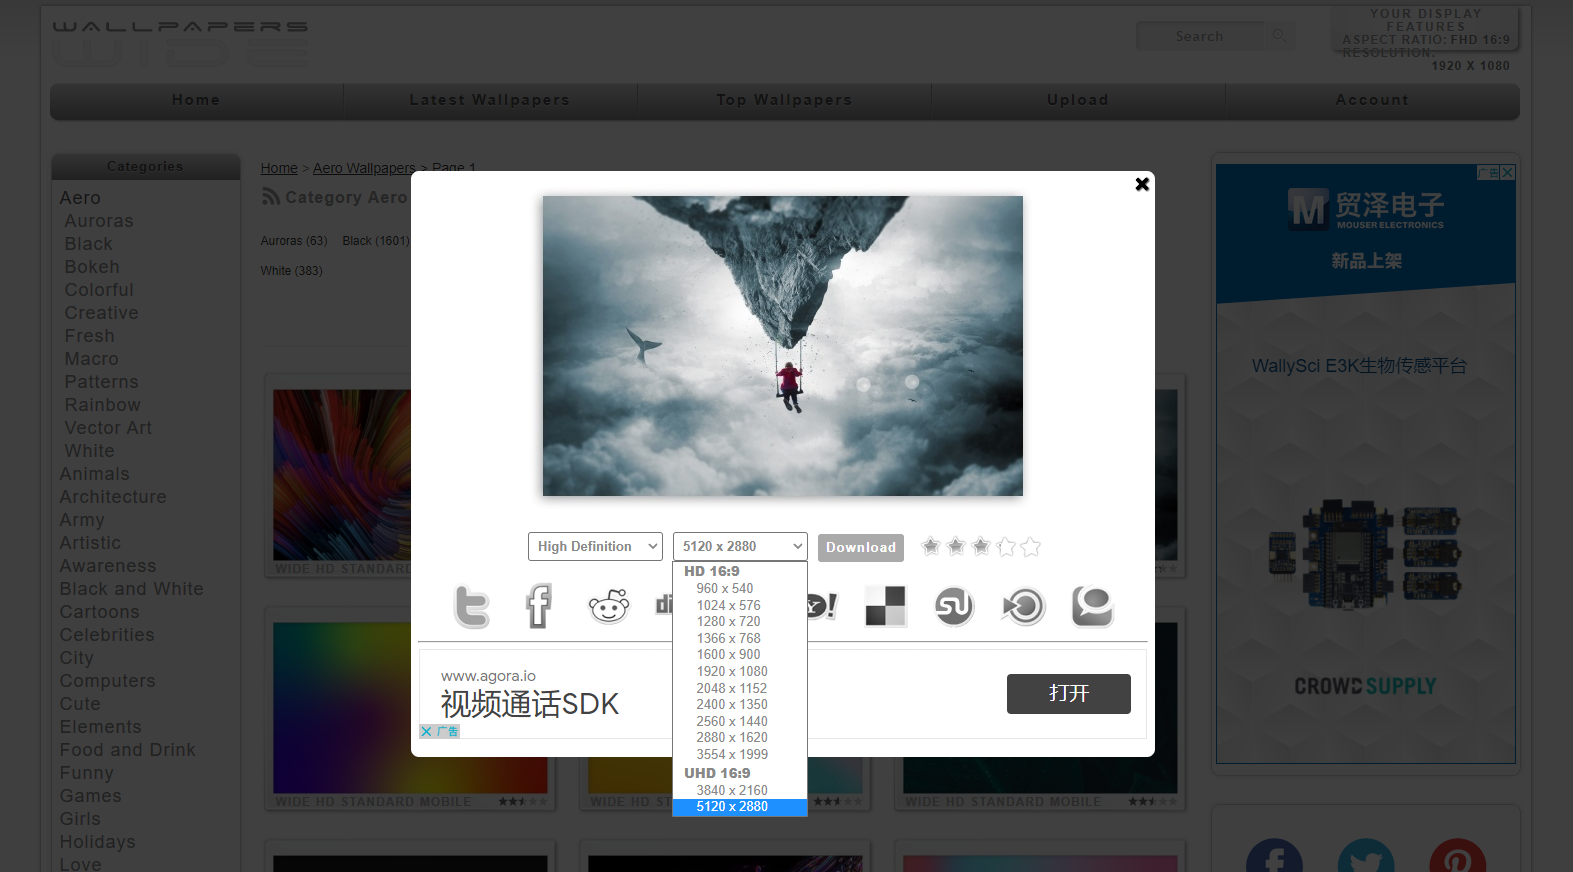 WALLPAPERS
WIDE
Search
YOUR DISPLAY
FEATURES
ASPECT RATIO: FHD 16:9
RESOLUTION:
1920 X 1080
Home
Latest Wallpapers
Top Wallpapers
Upload
Account
Categories
Aero
Auroras
Black
Bokeh
Colorful
Creative
Fresh
Macro
Patterns
Rainbow
Vector Art
White
Animals
Architecture
Army
Artistic
Awareness
Black and White
Cartoons
Celebrities
City
Computers
Cute
Elements
Food and Drink
Funny
Games
Girls
Holidays
Love
Home > Aero Wallpapers > Page 1
Category Aero
Auroras (63) Black (1601)
White (383)
WIDE HD STANDARD
WIDE HD STANDARD MOBILE
WIDE HD STANDARD MOBILE
High Definition
5120 x 2880
Download
HD 16:9
960 x 540
1024 x 576
1280 x 720
1366 x 768
1600 x 900
1920 x 1080
2048 x 1152
2400 x 1350
2560 x 1440
2880 x 1620
3554 x 1999
UHD 16:9
3840 x 2160
5120 x 2880
www.agora.io
视频通话SDK
打开
广告
广告
M 贸泽电子
MOUSER ELECTRONICS
新品上架
WallySci E3K生物传感平台
CROWD SUPPLY